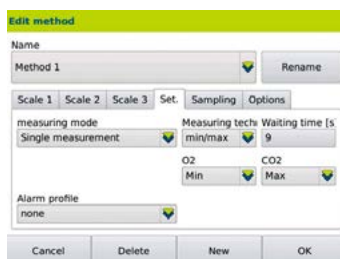 Edit method
Name
Method 1
Rename
Scale 1 Scale 2 Scale 3 Set. Sampling Options
measuring mode Measuring techn Waiting time [s
Single measurement min/max 9
O2 CO2
Min Max
Alarm profile
none
Cancel Delete New OK